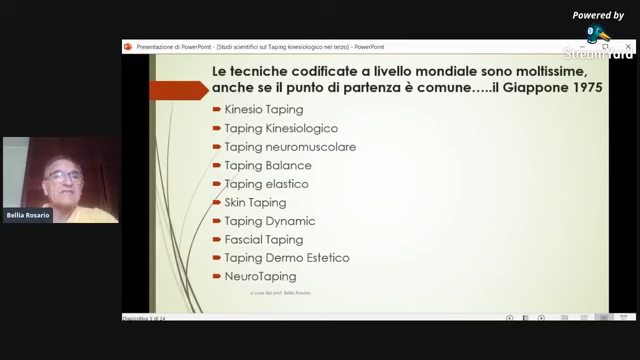 Powered by
StreamYard
Presentazione di PowerPoint - [Studi scientifici sul Taping kinesiologico nel terzo] - PowerPoint
Le tecniche codificate a livello mondiale sono moltissime,
anche se il punto di partenza è comune…..il Giappone 1975
Kinesio Taping
Taping Kinesiologico
Taping neuromuscolare
Taping Balance
Taping elastico
Skin Taping
Taping Dynamic
Fascial Taping
Taping Dermo Estetico
NeuroTaping
a cura del prof. Bellia Rosario
Bellia Rosario
Diapositiva 3 di 24